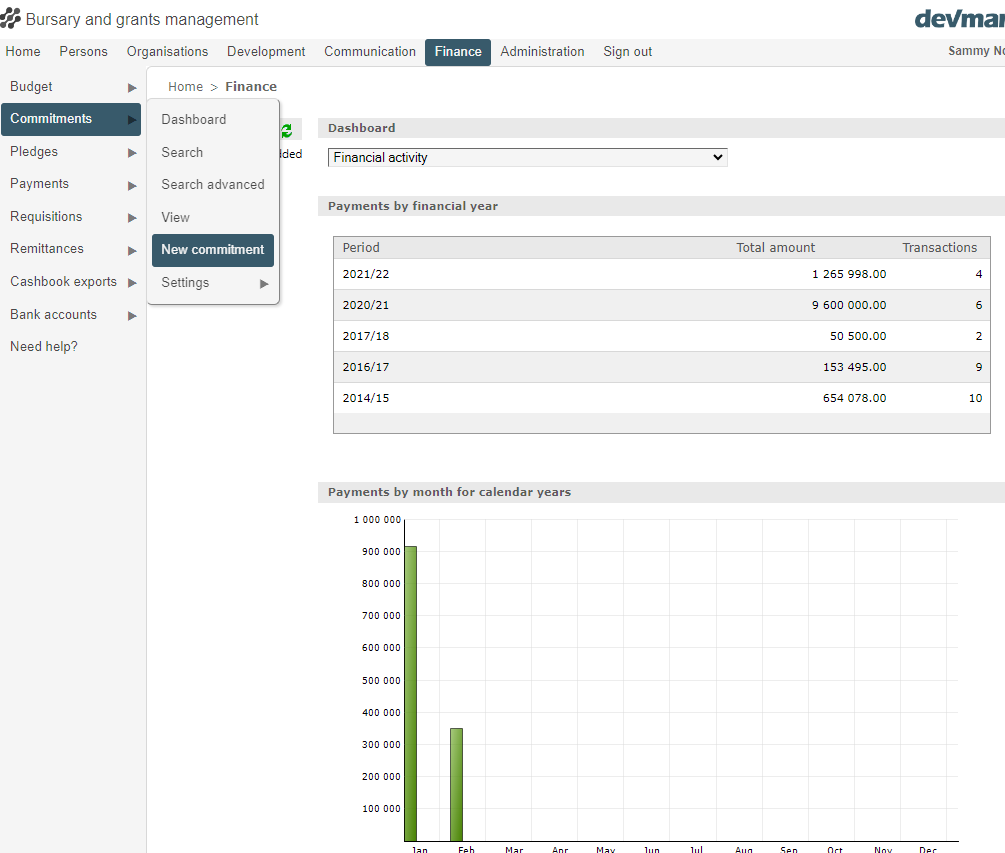 Bursary and grants management
devman
Home Persons Organisations Development Communication Finance Administration Sign out
Sammy No
Budget
Commitments
Pledges
Payments
Requisitions
Remittances
Cashbook exports
Bank accounts
Need help?
Home > Finance
Dashboard
Search
Search advanced
View
New commitment
Settings
dded
Dashboard
Financial activity
Payments by financial year
Period Total amount Transactions
2021/22 1 265 998.00 4
2020/21 9 600 000.00 6
2017/18 50 500.00 2
2016/17 153 495.00 9
2014/15 654 078.00 10
Payments by month for calendar years
1 000 000
900 000
800 000
700 000
600 000
500 000
400 000
300 000
200 000
100 000
Jan Feb Mar Apr May Jun Jul Aug Sep Oct Nov Dec